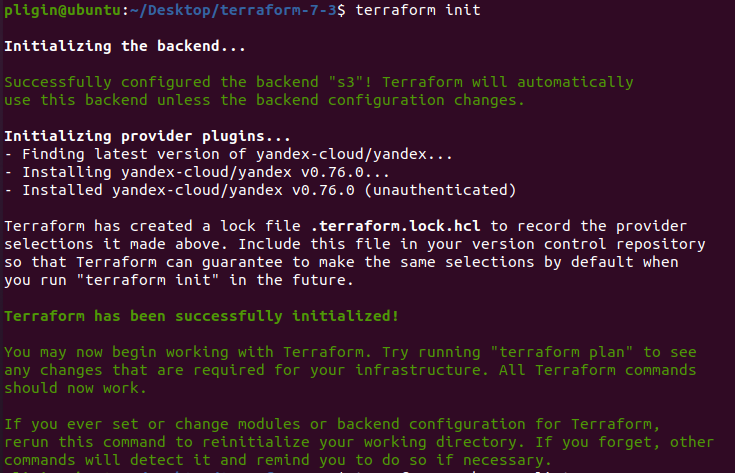 pligin@ubuntu:~/Desktop/terraform-7-3$ terraform init
Initializing the backend...
Successfully configured the backend "s3"! Terraform will automatically
use this backend unless the backend configuration changes.
Initializing provider plugins...
- Finding latest version of yandex-cloud/yandex...
- Installing yandex-cloud/yandex v0.76.0...
- Installed yandex-cloud/yandex v0.76.0 (unauthenticated)
Terraform has created a lock file .terraform.lock.hcl to record the provider
selections it made above. Include this file in your version control repository
so that Terraform can guarantee to make the same selections by default when
you run "terraform init" in the future.
Terraform has been successfully initialized!
You may now begin working with Terraform. Try running "terraform plan" to see
any changes that are required for your infrastructure. All Terraform commands
should now work.
If you ever set or change modules or backend configuration for Terraform,
rerun this command to reinitialize your working directory. If you forget, other
commands will detect it and remind you to do so if necessary.